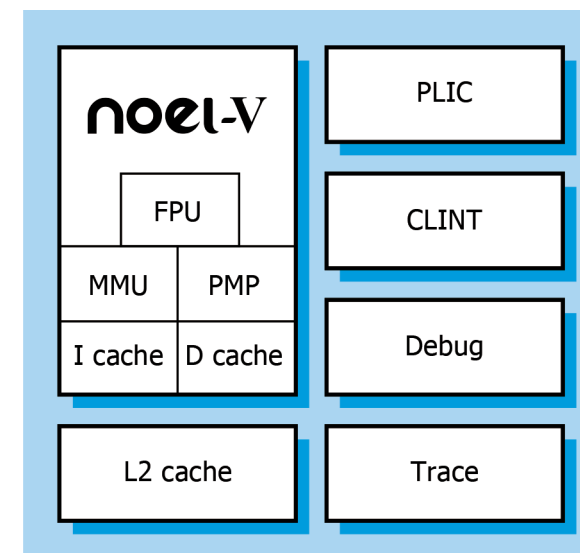 noel-V
FPU
MMU
PMP
I cache
D cache
L2 cache
PLIC
CLINT
Debug
Trace